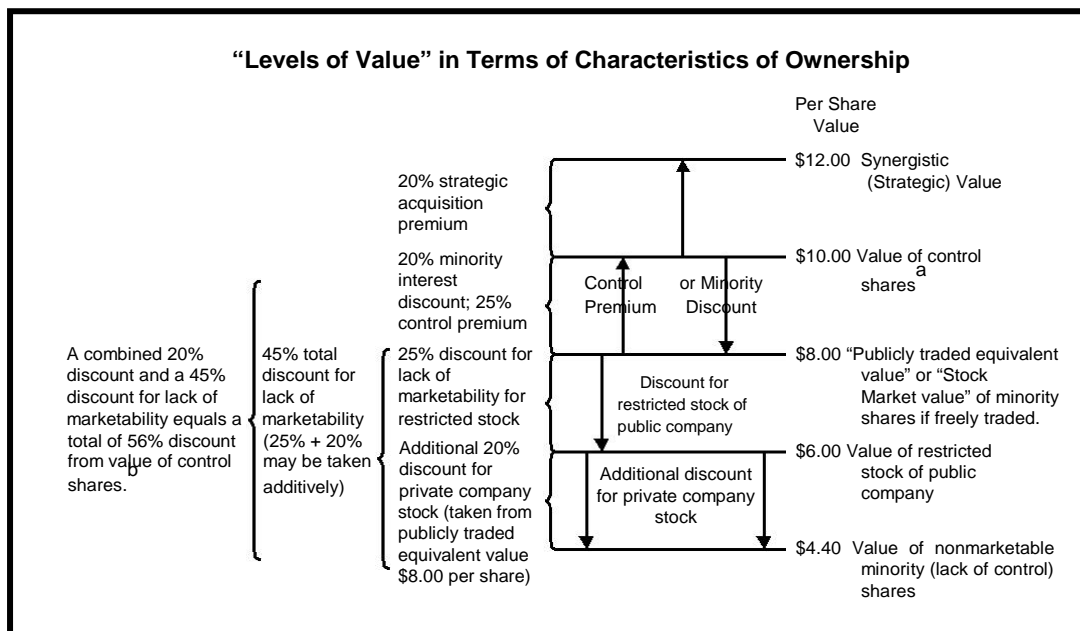 “Levels of Value” in Terms of Characteristics of Ownership
Per Share
Value
$12.00 Synergistic
(Strategic) Value
20% strategic
acquisition
premium
$10.00 Value of control
shares a
20% minority
interest
discount; 25%
control premium
Control
Premium
or Minority
Discount
A combined 20%
discount and a 45%
discount for lack of
marketability equals a
total of 56% discount
from value of control
b
shares.
45% total
discount for
lack of
marketability
(25% + 20%
may be taken
additively)
25% discount for
lack of
marketability for
restricted stock
Additional 20%
discount for
private company
stock (taken from
publicly traded
equivalent value
$8.00 per share)
Discount for
restricted stock of
public company
Additional discount
for private company
stock
$8.00 “Publicly traded equivalent
value” or “Stock
Market value” of minority
shares if freely traded.
$6.00 Value of restricted
stock of public
company
$4.40 Value of nonmarketable
minority (lack of control)
shares